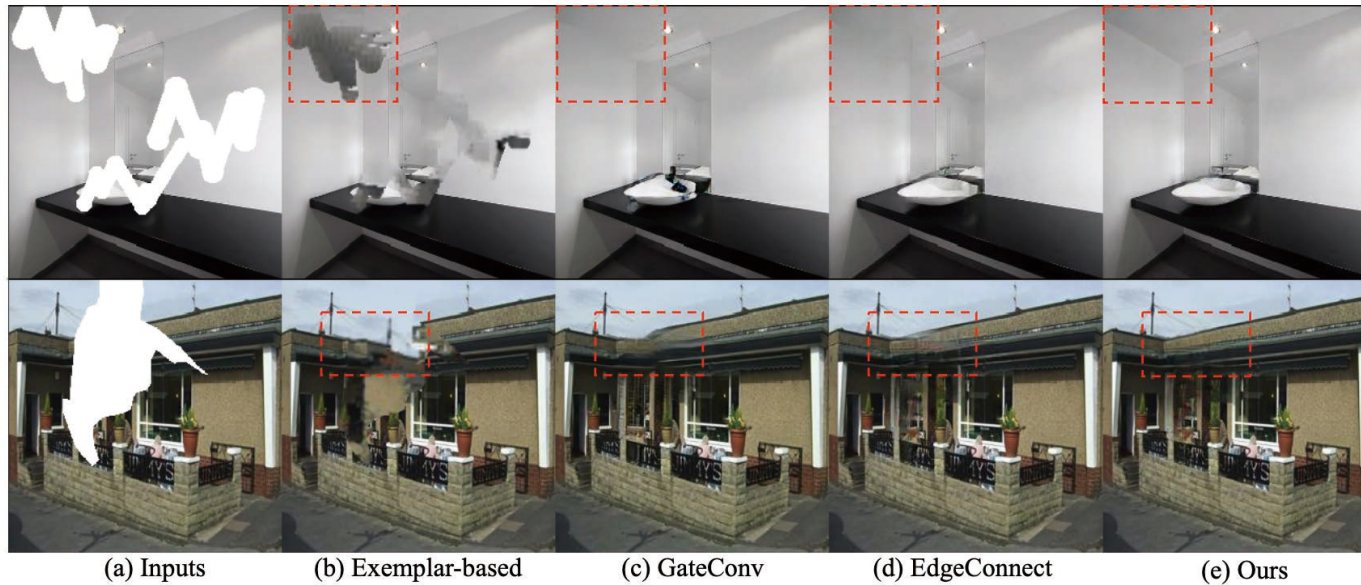 (a) Inputs
(b) Exemplar-based
(c) GateConv
(d) EdgeConnect
(e) Ours